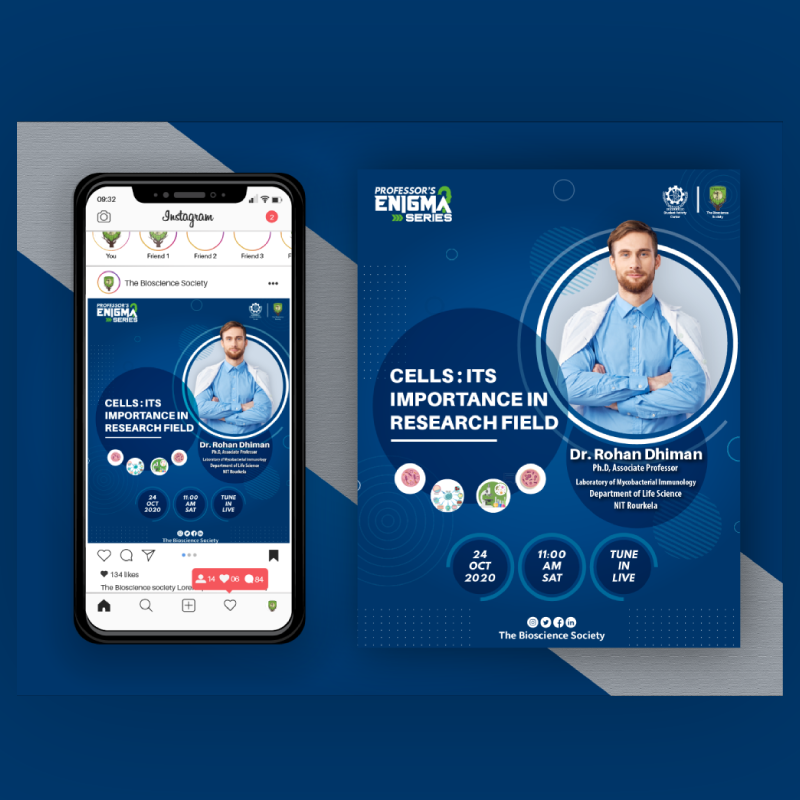 09:32
Instagram
2
You
Friend 1
Friend 2
Friend 3
F
The Bioscience Society
PROFESSOR'S
ENIGMA
SERIES
CELLS : ITS
IMPORTANCE IN
RESEARCH FIELD
Dr. Rohan Dhiman
Ph.D, Associate Professor
Laboratory of Mycobacterial Immunology
Department of Life Science
NIT Rourkela
24
OCT
2020
11:00
AM
SAT
TUNE
IN
LIVE
The Bioscience Society
134 likes
The Bioscience society Lore
14
06
84
PROFESSOR'S
ENIGMA
SERIES
The Bioscience
Society
CELLS : ITS
IMPORTANCE IN
RESEARCH FIELD
Dr. Rohan Dhiman
Ph.D, Associate Professor
Laboratory of Mycobacterial Immunology
Department of Life Science
NIT Rourkela
24
OCT
2020
11:00
AM
SAT
TUNE
IN
LIVE
The Bioscience Society